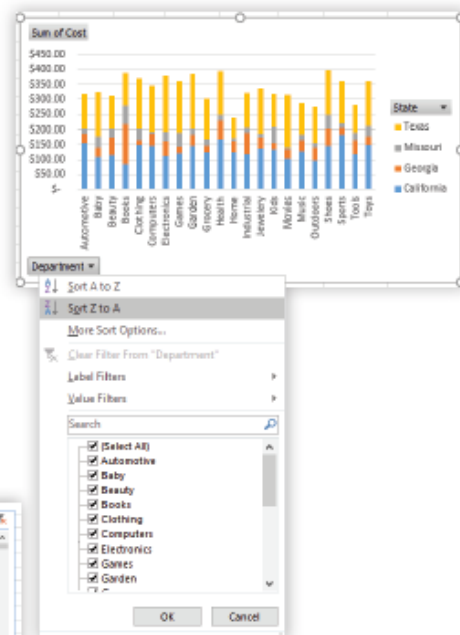 Sum of Cost
$450.00
$400.00
$350.00
$300.00
$250.00
$200.00
$150.00
$100.00
$50.00
$-
Automotive
Baby
Beauty
Books
Clothing
Computers
Electronics
Games
Garden
Grocery
Health
Home
Industrial
Jewelery
Kids
Movies
Music
Outdoors
Shoes
Sports
Tools
Toys
State
Texas
Missouri
Georgia
California
Department
Sort A to Z
Sort Z to A
More Sort Options...
Clear Filter From "Department"
Label Filters
Value Filters
Search
(Select All)
Automotive
Baby
Beauty
Books
Clothing
Computers
Electronics
Games
Garden
OK
Cancel